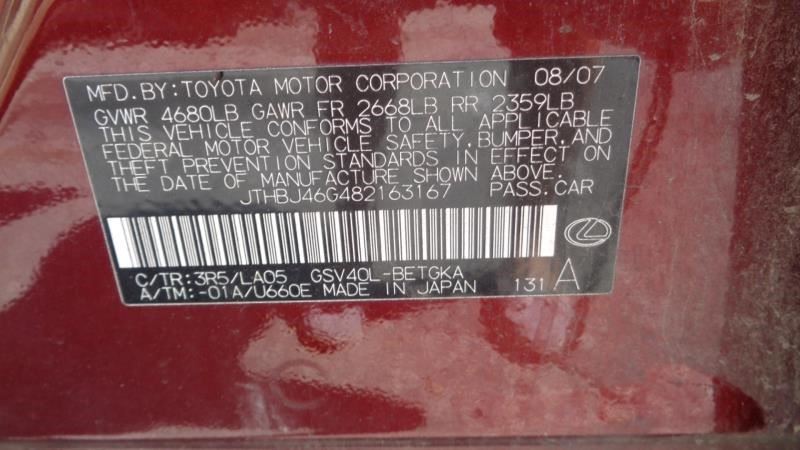 MFD. BY: TOYOTA MOTOR CORPORATION 08/07
GVWR 4680LB GAWR FR 2668LB RR 2359LB
THIS VEHICLE CONFORMS TO ALL APPLICABLE
FEDERAL MOTOR VEHICLE SAFETY, BUMPER, AND
THEFT PREVENTION STANDARDS IN EFFECT ON
THE DATE OF MANUFACTURE SHOWN ABOVE.
JTHBJ46G482163167 PASS. CAR
C/TR: 3R5/LA05 GSV40L-BETGKA
A/TM: -01A/U660E MADE IN JAPAN 131 A